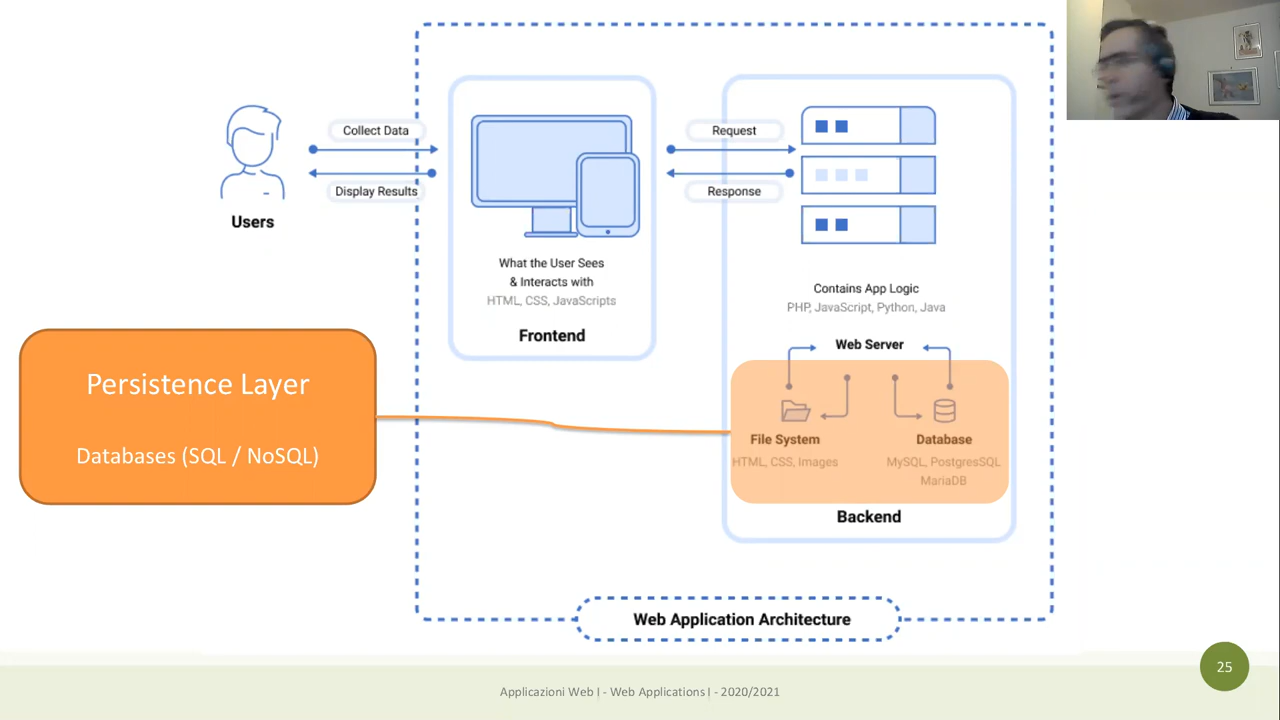 Collect Data
Display Results
Users
What the User Sees
& Interacts with
HTML, CSS, JavaScripts
Frontend
Request
Response
Contains App Logic
PHP, JavaScript, Python, Java
Web Server
File System
HTML, CSS, Images
Database
MySQL, PostgresSQL
MariaDB
Backend
Persistence Layer
Databases (SQL / NoSQL)
Web Application Architecture
Applicazioni Web I - Web Applications I - 2020/2021
25